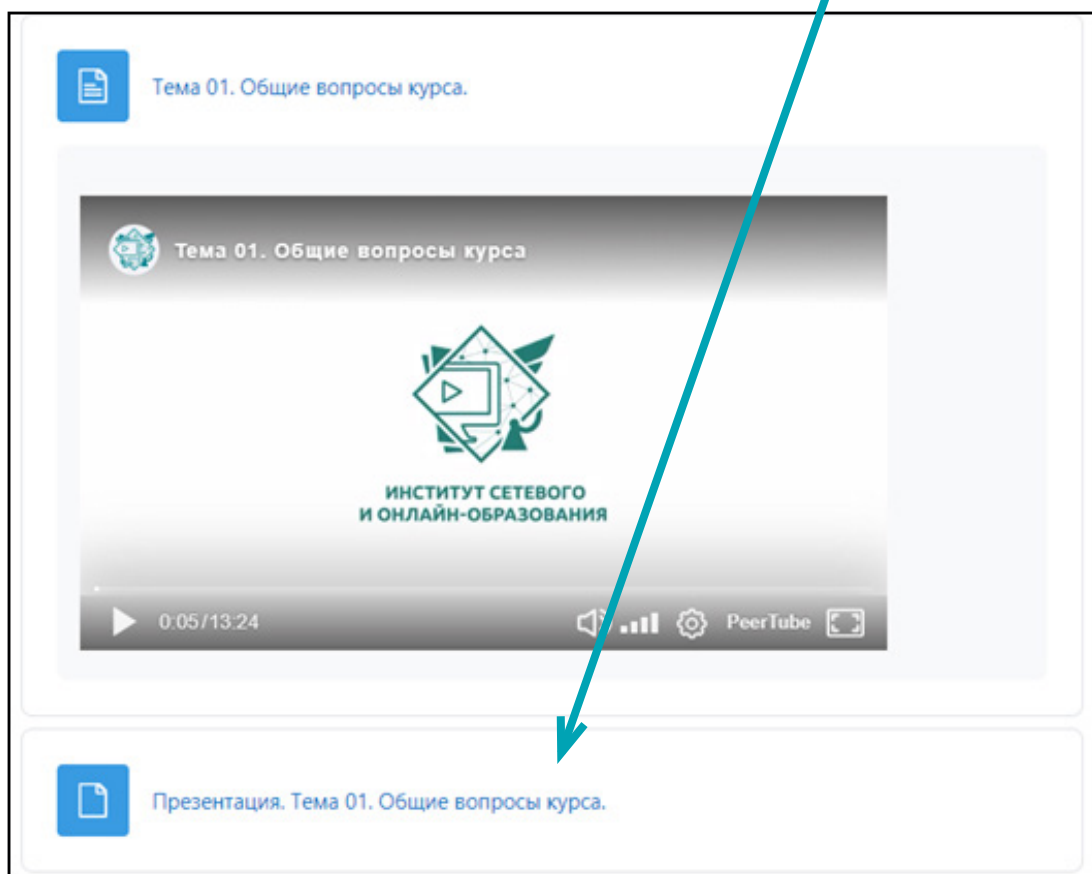 Тема 01. Общие вопросы курса.
Тема 01. Общие вопросы курса
ИНСТИТУТ СЕТЕВОГО
И ОНЛАЙН-ОБРАЗОВАНИЯ
0:05/13:24 PeerTube
Презентация. Тема 01. Общие вопросы курса.